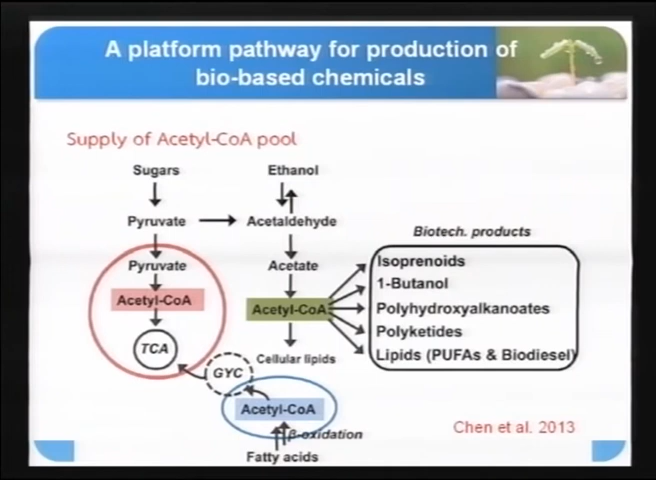 A platform pathway for production of
bio-based chemicals
Supply of Acetyl-CoA pool
Sugars
Ethanol
Pyruvate
Acetaldehyde
Biotech. products
Pyruvate
Acetate
Isoprenoids
1-Butanol
Acetyl-CoA
Acetyl-CoA
Polyhydroxyalkanoates
Polyketides
TCA
Cellular lipids
Lipids (PUFAs & Biodiesel)
GYC
Acetyl-CoA
Chen et al. 2013
β-oxidation
Fatty acids